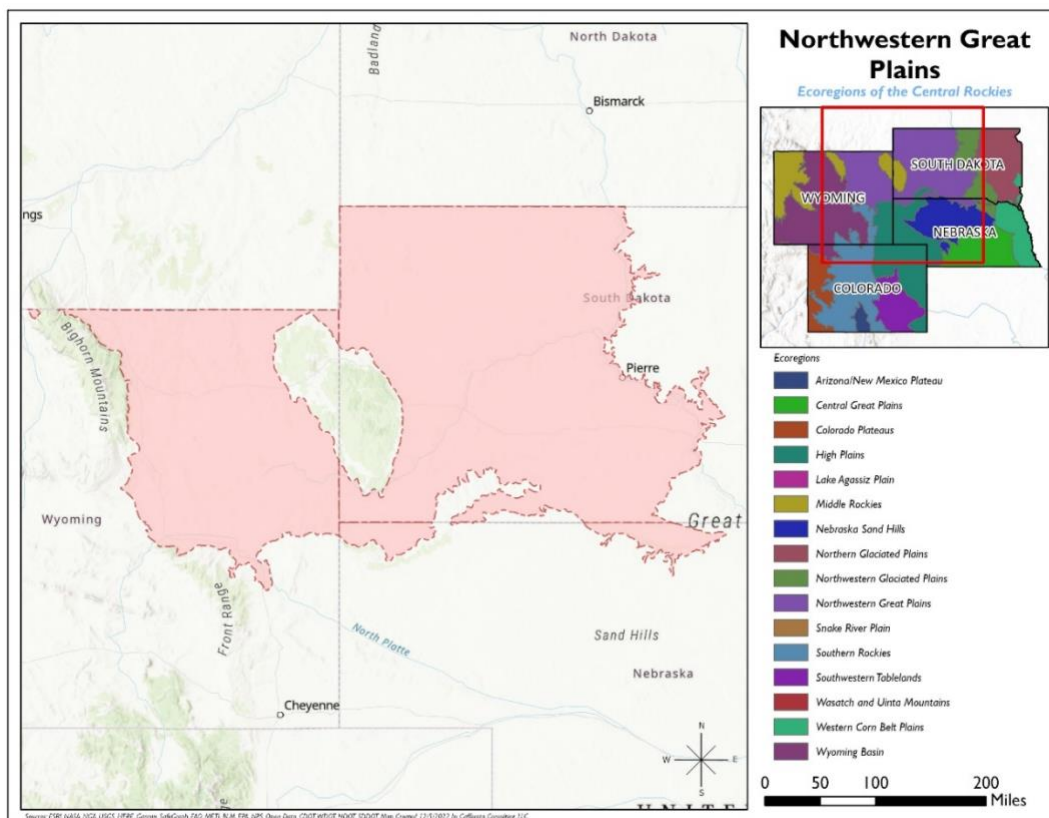 North Dakota
Badland
Bismarck
ngs
South Dakota
Bighorn Mountains
Pierre
Wyoming
Great
Front Range
North Platte
Sand Hills
Nebraska
Cheyenne
N
W E
S
Northwestern Great
Plains
Ecoregions of the Central Rockies
SOUTH DAKOTA
WYOMING
NEBRASKA
COLORADO
Ecoregions
Arizona/New Mexico Plateau
Central Great Plains
Colorado Plateaus
High Plains
Lake Agassiz Plain
Middle Rockies
Nebraska Sand Hills
Northern Glaciated Plains
Northwestern Glaciated Plains
Northwestern Great Plains
Snake River Plain
Southern Rockies
Southwestern Tablelands
Wasatch and Uinta Mountains
Western Corn Belt Plains
Wyoming Basin
0 50 100 200
Miles